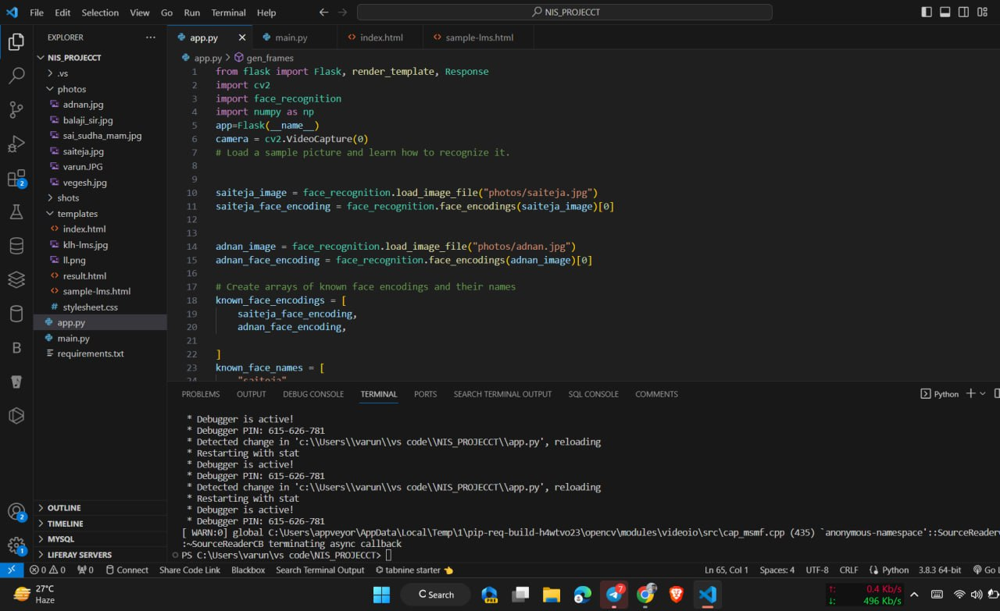 File Edit Selection View Go Run Terminal Help
NIS_PROJECCT
EXPLORER
app.py
main.py
index.html
sample-lms.html
NIS_PROJECCT
.vs
photos
adnan.jpg
balaji_sir.jpg
sai_sudha_mam.jpg
saiteja.jpg
varun.JPG
vegesh.jpg
shots
templates
index.html
klh-lms.jpg
ll.png
result.html
sample-lms.html
stylesheet.css
app.py
main.py
requirements.txt
OUTLINE
TIMELINE
MYSQL
LIFERAY SERVERS
app.py > gen_frames
1 from flask import Flask, render_template, Response
2 import cv2
3 import face_recognition
4 import numpy as np
5 app=Flask(__name__)
6 camera = cv2.VideoCapture(0)
7 # Load a sample picture and learn how to recognize it.
8
9
10 saiteja_image = face_recognition.load_image_file("photos/saiteja.jpg")
11 saiteja_face_encoding = face_recognition.face_encodings(saiteja_image)[0]
12
13
14 adnan_image = face_recognition.load_image_file("photos/adnan.jpg")
15 adnan_face_encoding = face_recognition.face_encodings(adnan_image)[0]
16
17 # Create arrays of known face encodings and their names
18 known_face_encodings = [
19 saiteja_face_encoding,
20 adnan_face_encoding,
21
22 ]
23 known_face_names = [
24 "saiteja"
PROBLEMS OUTPUT DEBUG CONSOLE TERMINAL PORTS SEARCH TERMINAL OUTPUT SQL CONSOLE COMMENTS
Python
* Debugger is active!
* Debugger PIN: 615-626-781
* Detected change in 'c:\\Users\\varun\\vs code\\NIS_PROJECCT\\app.py', reloading
* Restarting with stat
* Debugger is active!
* Debugger PIN: 615-626-781
* Detected change in 'c:\\Users\\varun\\vs code\\NIS_PROJECCT\\app.py', reloading
* Restarting with stat
* Debugger is active!
* Debugger PIN: 615-626-781
[ WARN:0] global C:\Users\appveyor\AppData\Local\Temp\1\pip-req-build-h4wtvo23\opencv\modules\videoio\src\cap_msmf.cpp (435) `anonymous-namespace'::SourceReader
:~SourceReaderCB terminating async callback
PS C:\Users\varun\vs code\NIS_PROJECCT>
0 0 0 Connect Share Code Link Blackbox Search Terminal Output tabnine starter Ln 65, Col 1 Spaces: 4 UTF-8 CRLF Python 3.8.3 64-bit Go L
27°C
Haze
Search
PRE
7
0.4 Kb/s
496 Kb/s